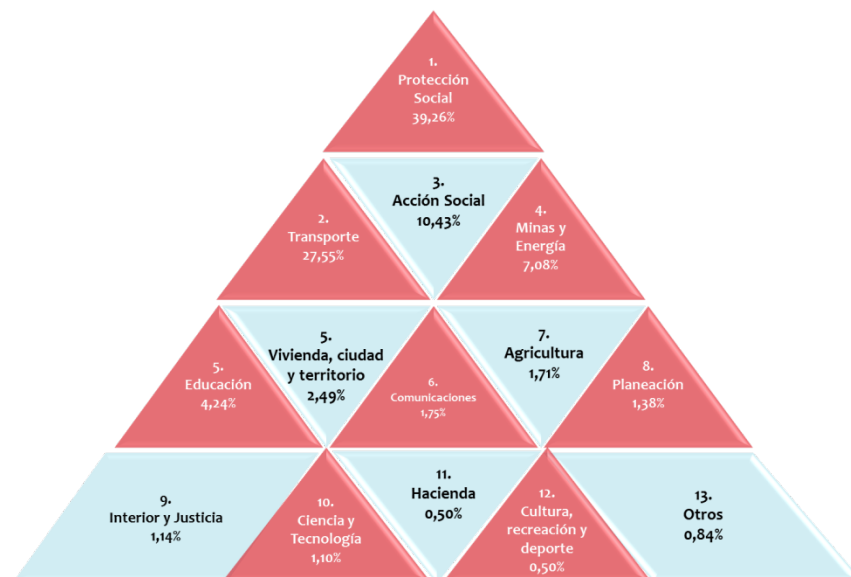 1.
Protección
Social
39,26%
2.
Transporte
27,55%
3.
Acción Social
10,43%
4.
Minas y
Energía
7,08%
5.
Educación
4,24%
5.
Vivienda, ciudad
y territorio
2,49%
6.
Comunicaciones
1,75%
7.
Agricultura
1,71%
8.
Planeación
1,38%
9.
Interior y Justicia
1,14%
10.
Ciencia y
Tecnología
1,10%
11.
Hacienda
0,50%
12.
Cultura,
recreación y
deporte
0,50%
13.
Otros
0,84%